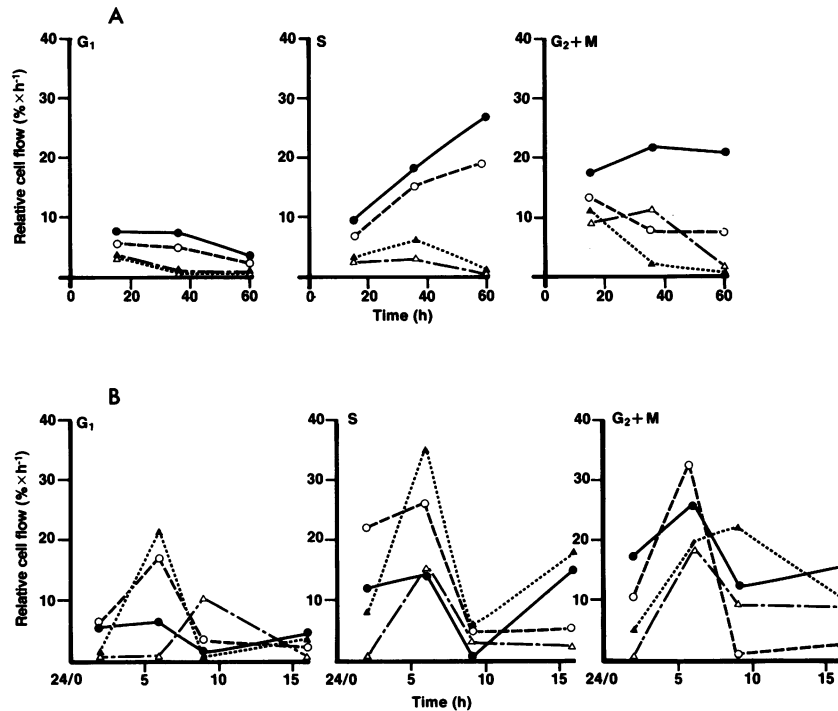 A
G1 S G2+M
Relative cell flow (%×h-1)
40 40 40
30 30 30
20 20 20
10 10 10
0 20 40 60 0 20 40 60 0 20 40 60
Time (h)
B
G1 S G2+M
Relative cell flow (%×h-1)
40 40 40
30 30 30
20 20 20
10 10 10
24/0 5 10 15 24/0 5 10 15 24/0 5 10 15
Time (h)